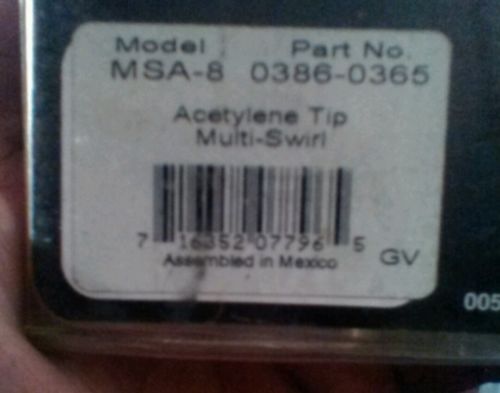 Model Part No.
MSA-8 0386-0365
Acetylene Tip
Multi-Swirl
7 16352 07796 5
GV
Assembled in Mexico
005